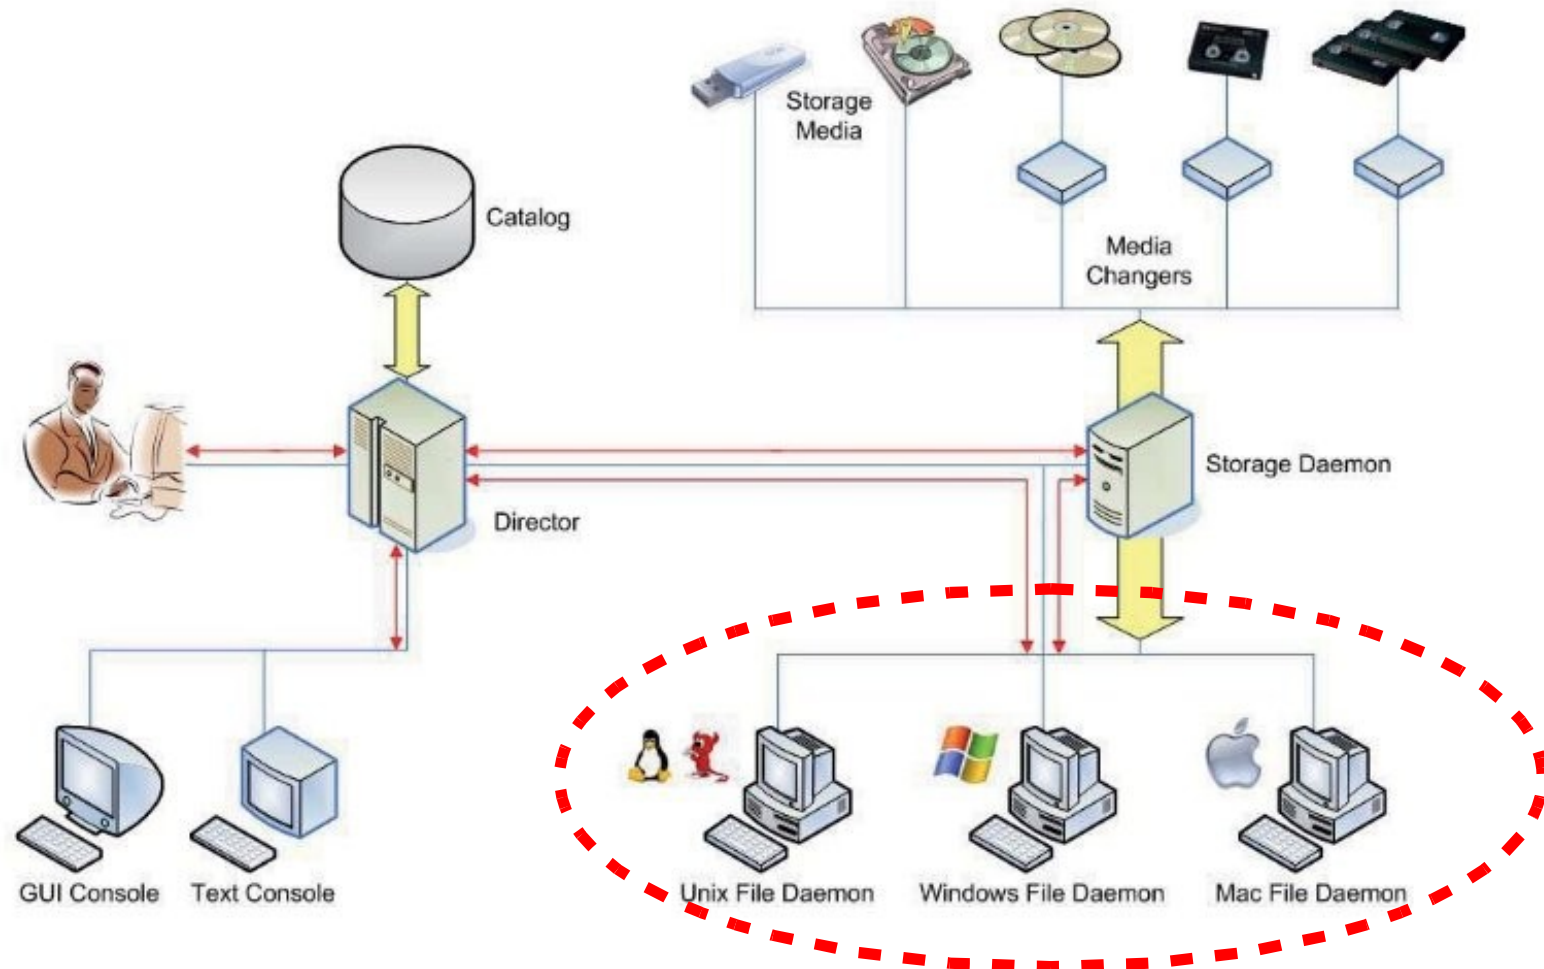 Storage
Media
Catalog
Media
Changers
Storage Daemon
Director
GUI Console
Text Console
Unix File Daemon
Windows File Daemon
Mac File Daemon